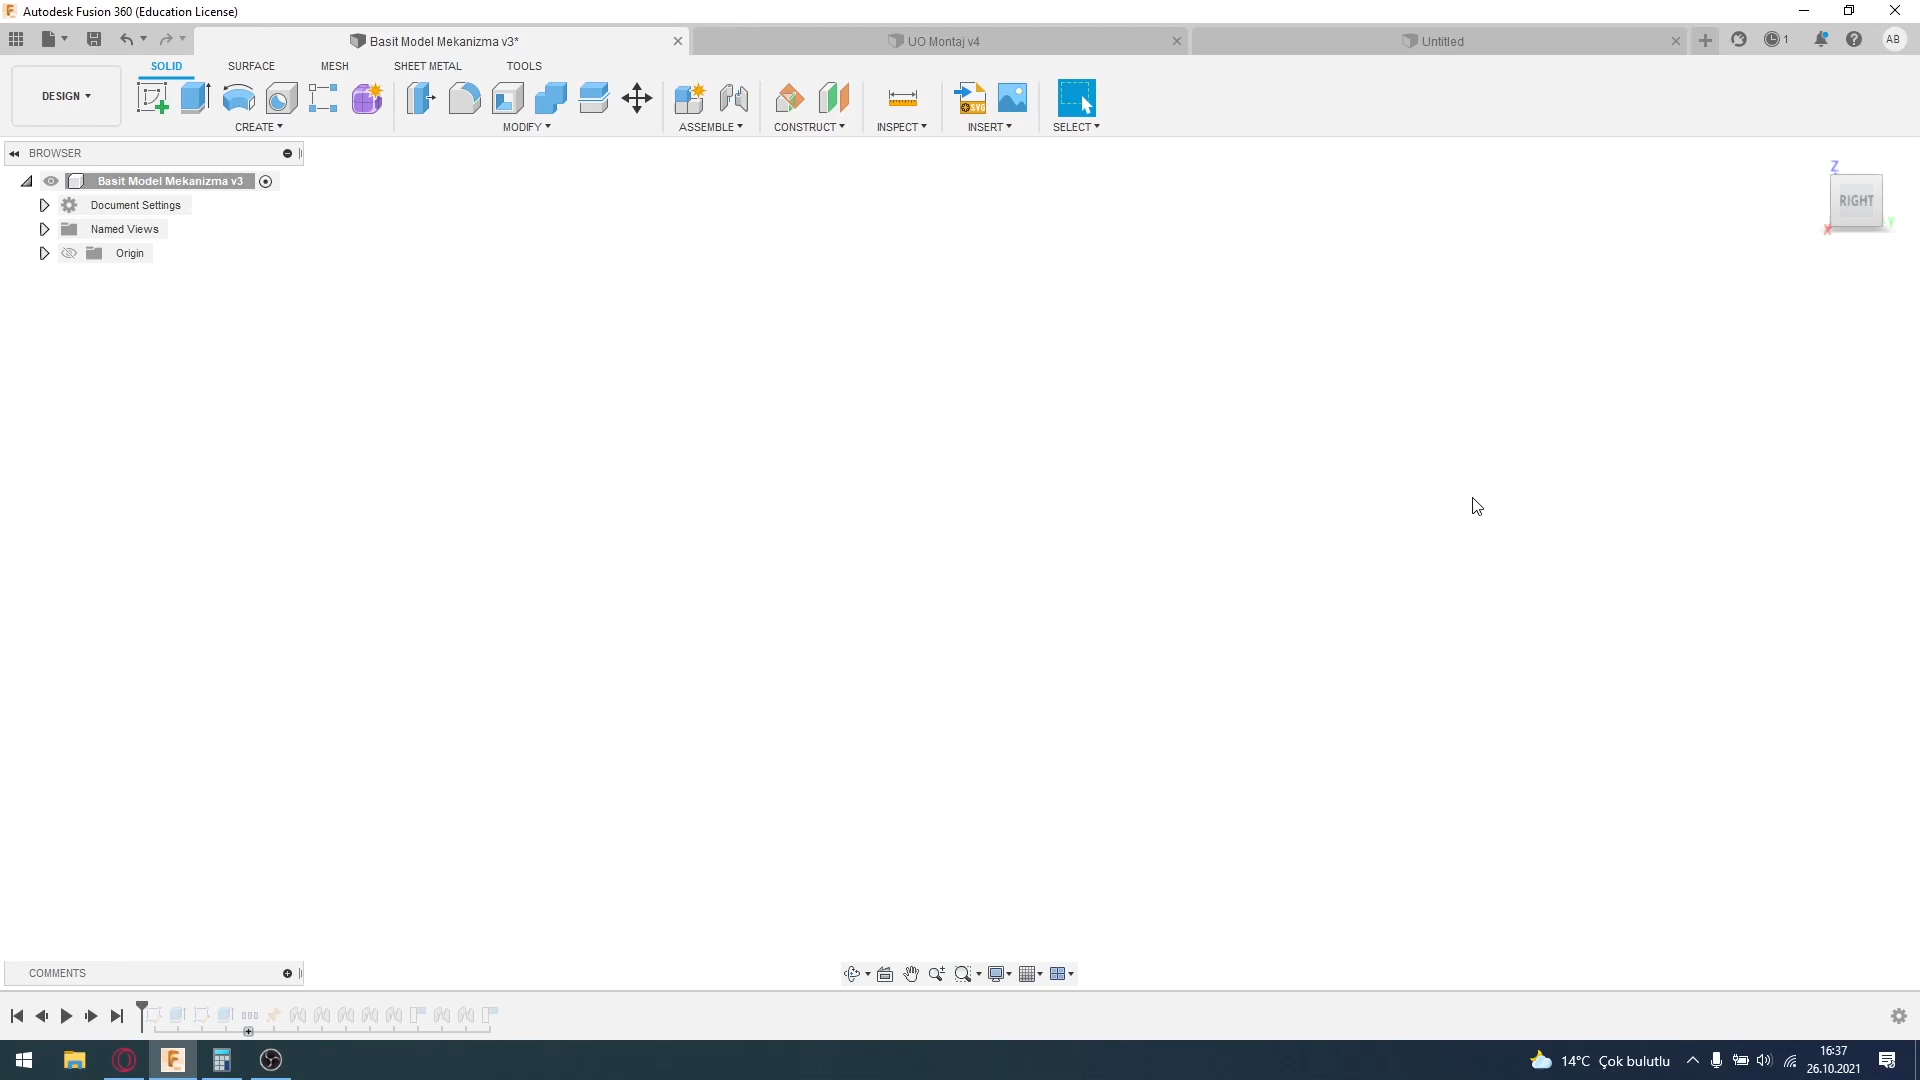 Autodesk Fusion 360 (Education License)
Basit Model Mekanizma v3*
UO Montaj v4
Untitled
1
AB
SOLID
SURFACE
MESH
SHEET METAL
TOOLS
DESIGN
CREATE
MODIFY
ASSEMBLE
CONSTRUCT
INSPECT
SVG
INSERT
SELECT
BROWSER
Basit Model Mekanizma v3
Document Settings
Named Views
Origin
Z
RIGHT
X
Y
COMMENTS
14°C Çok bulutlu
16:37
26.10.2021